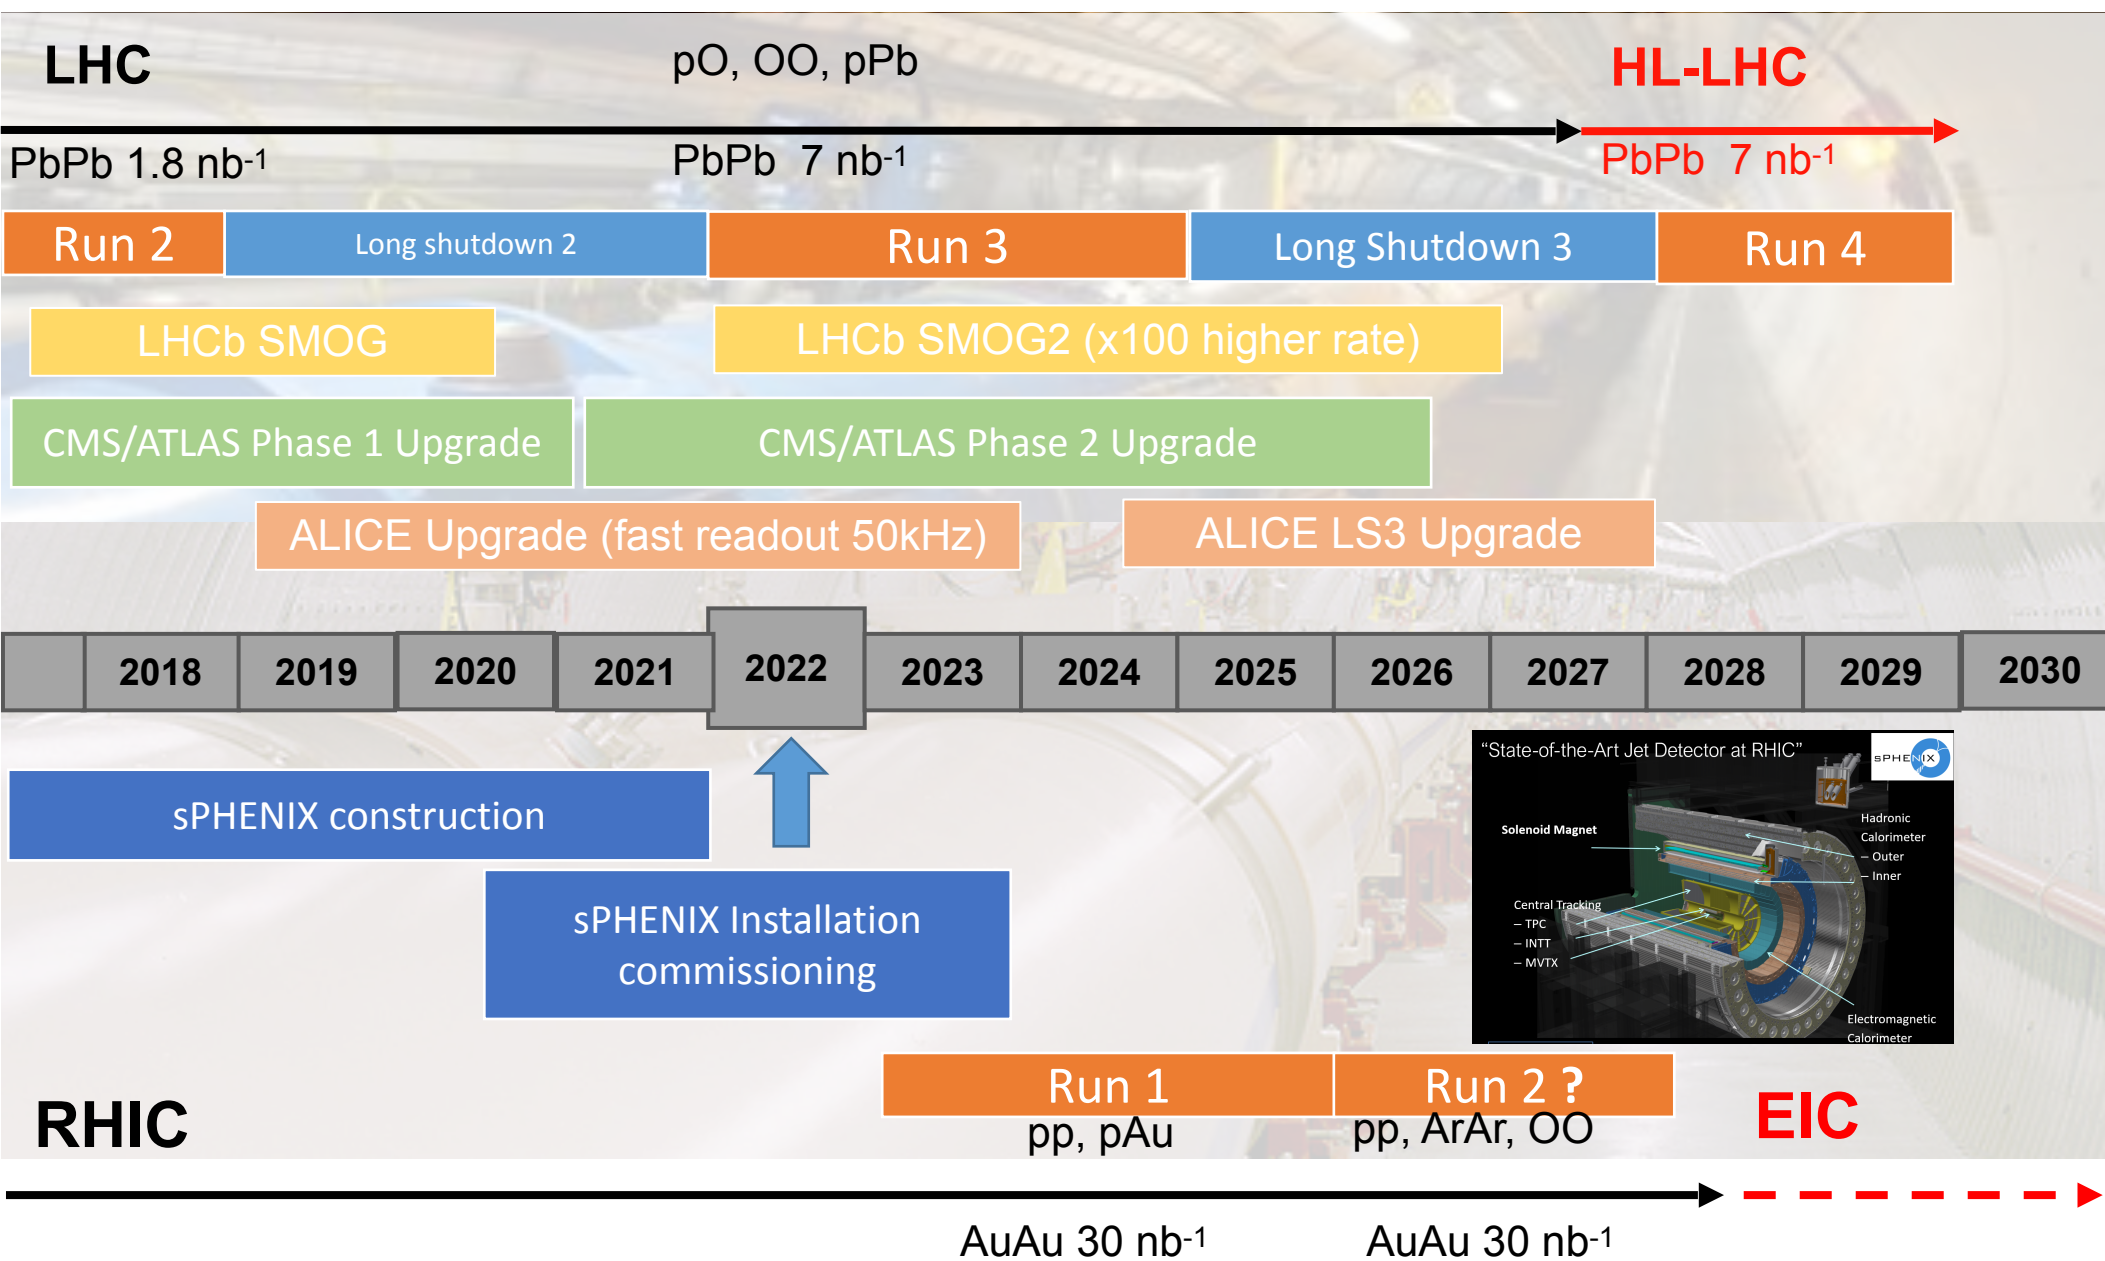 LHC
pO, OO, pPb
HL-LHC
PbPb 1.8 nb-1
PbPb 7 nb-1
PbPb 7 nb-1
Run 2
Long shutdown 2
Run 3
Long Shutdown 3
Run 4
LHCb SMOG
LHCb SMOG2 (x100 higher rate)
CMS/ATLAS Phase 1 Upgrade
CMS/ATLAS Phase 2 Upgrade
ALICE Upgrade (fast readout 50kHz)
ALICE LS3 Upgrade
2018
2019
2020
2021
2022
2023
2024
2025
2026
2027
2028
2029
2030
sPHENIX construction
sPHENIX Installation
commissioning
“State-of-the-Art Jet Detector at RHIC”
sPHENIX
Solenoid Magnet
Hadronic
Calorimeter
– Outer
– Inner
Central Tracking
– TPC
– INTT
– MVTX
Electromagnetic
Calorimeter
Run 1
Run 2 ?
RHIC
pp, pAu
pp, ArAr, OO
EIC
AuAu 30 nb-1
AuAu 30 nb-1